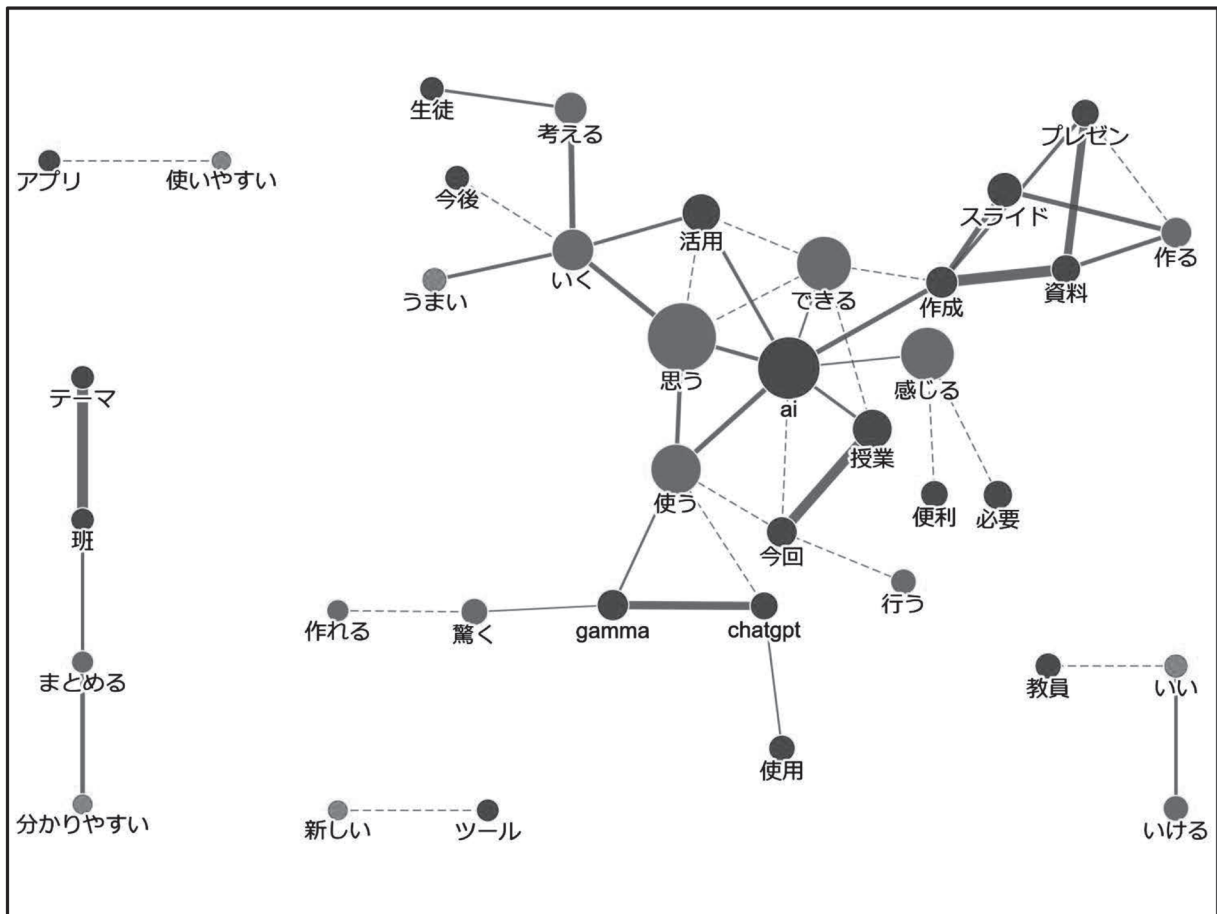 生徒
考える
プレゼン
アプリ
使いやすい
今後
スライド
活用
作る
うまい
いく
できる
作成
資料
思う
感じる
テーマ
ai
授業
使う
便利
必要
班
今回
行う
作れる
驚く
gamma
chatgpt
まとめる
教員
いい
使用
分かりやすい
新しい
ツール
いける